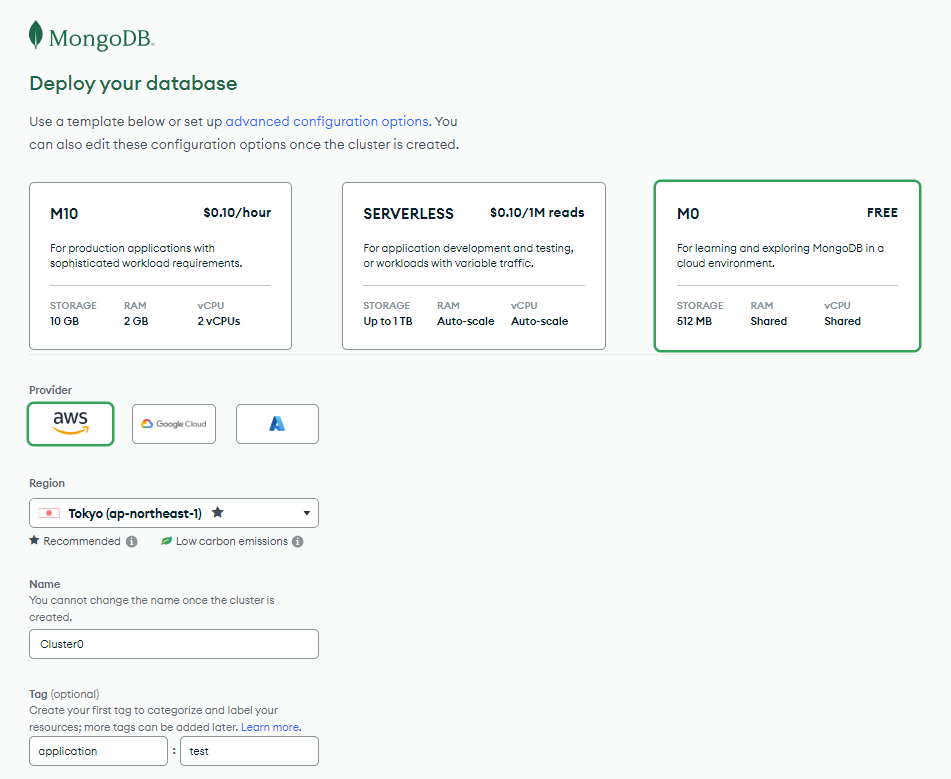 MongoDB.
Deploy your database
Use a template below or set up advanced configuration options. You
can also edit these configuration options once the cluster is created.
M10 $0.10/hour
For production applications with
sophisticated workload requirements.
STORAGE RAM vCPU
10 GB 2 GB 2 vCPUs
SERVERLESS $0.10/1M reads
For application development and testing,
or workloads with variable traffic.
STORAGE RAM vCPU
Up to 1 TB Auto-scale Auto-scale
M0 FREE
For learning and exploring MongoDB in a
cloud environment.
STORAGE RAM vCPU
512 MB Shared Shared
Provider
aws Google Cloud
Region
Tokyo (ap-northeast-1) ★
★ Recommended Low carbon emissions
Name
You cannot change the name once the cluster is
created.
Cluster0
Tag (optional)
Create your first tag to categorize and label your
resources; more tags can be added later. Learn more.
application : test